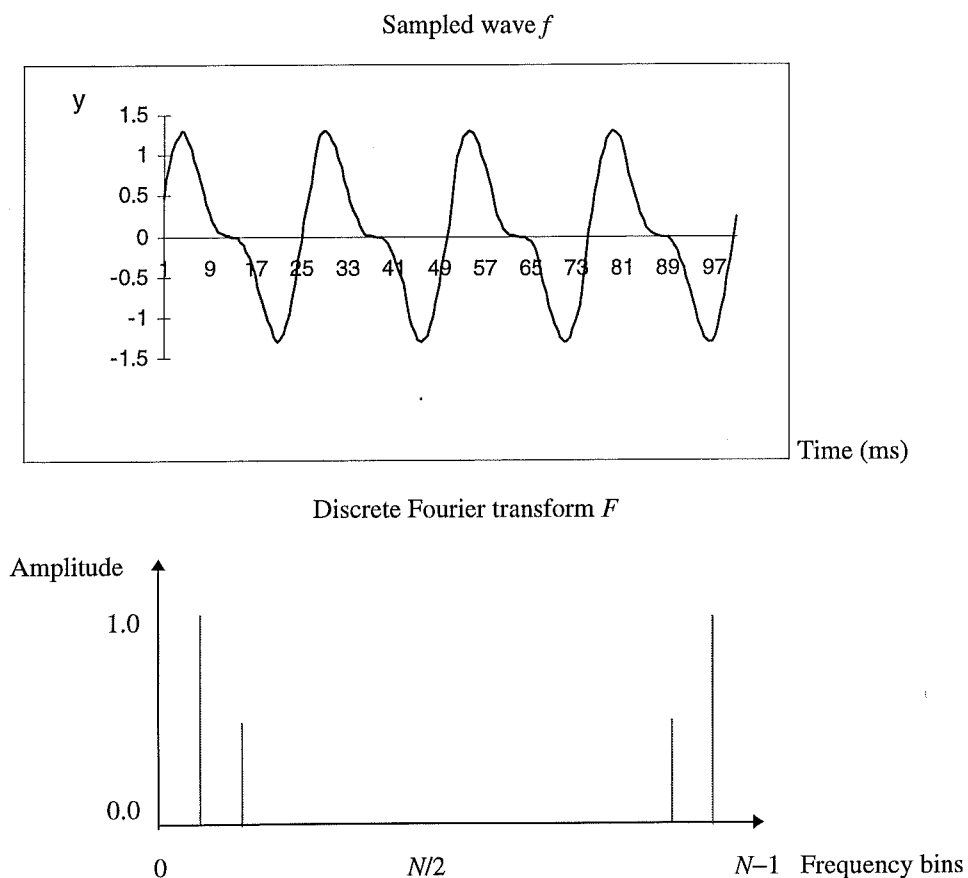 Sampled wave f
y
1.5
1
0.5
0
-0.5
-1
-1.5
1 9 17 25 33 41 49 57 65 73 81 89 97
Time (ms)
Discrete Fourier transform F
Amplitude
1.0
0.0
0 N/2 N–1 Frequency bins